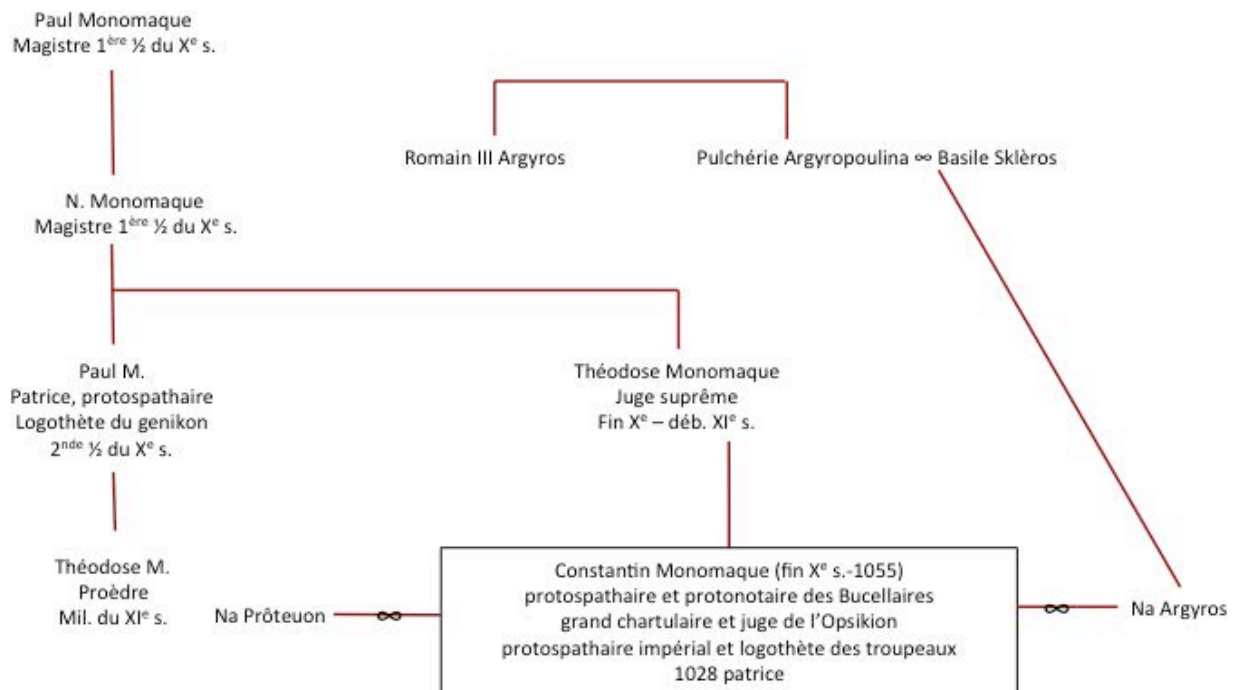 Paul Monomaque
Magistre 1ère ½ du Xe s.
Romain III Argyros
Pulchérie Argyropoulina ∞ Basile Sklèros
N. Monomaque
Magistre 1ère ½ du Xe s.
Paul M.
Patrice, protospathaire
Logothète du genikon
2nde ½ du Xe s.
Théodose Monomaque
Juge suprême
Fin Xe – déb. XIe s.
Théodose M.
Proèdre
Mil. du XIe s.
Na Prôteuon
∞
Constantin Monomaque (fin Xe s.-1055)
protospathaire et protonotaire des Bucellaires
grand chartulaire et juge de l'Opsikion
protospathaire impérial et logothète des troupeaux
1028 patrice
∞
Na Argyros